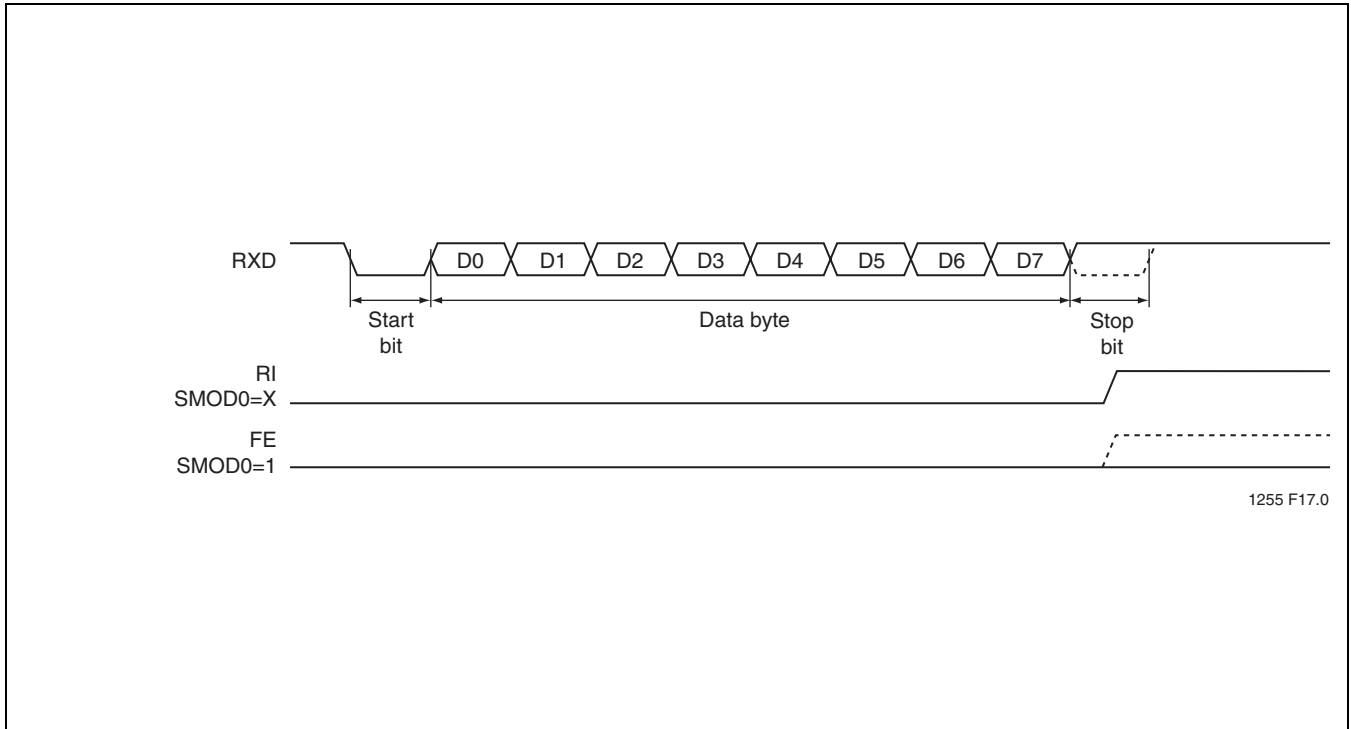 RXD
D0 D1 D2 D3 D4 D5 D6 D7
Start
bit
Data byte
Stop
bit
RI
SMOD0=X
FE
SMOD0=1
1255 F17.0